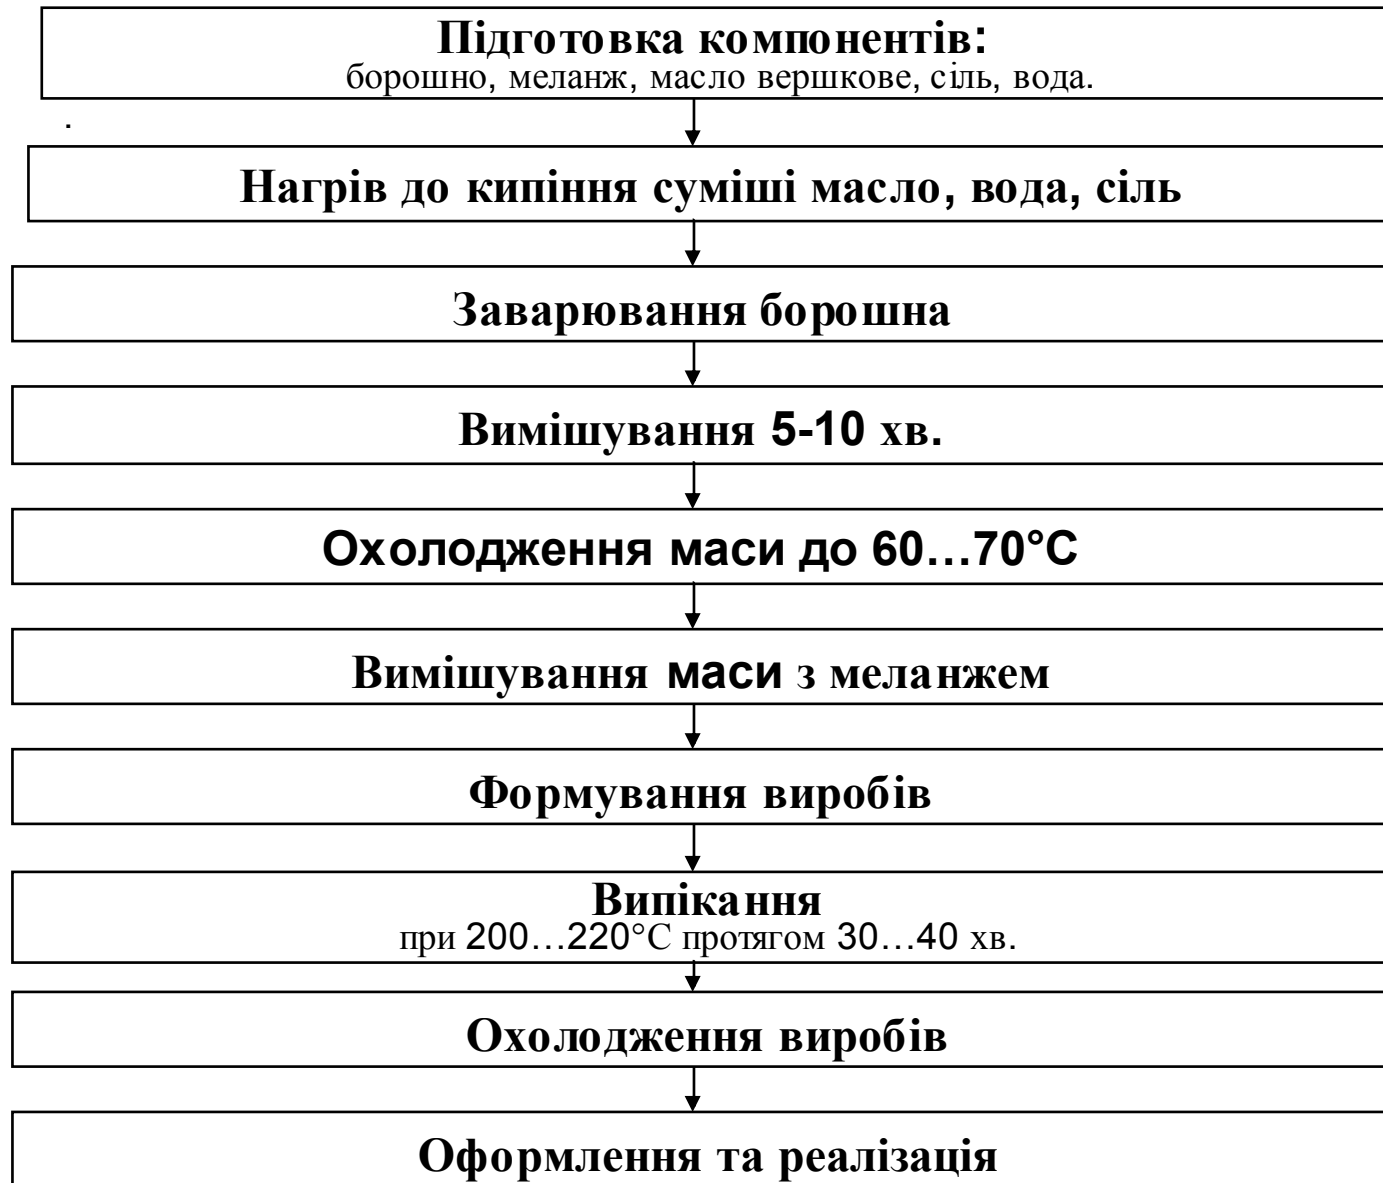 Підготовка компонентів:
борошно, меланж, масло вершкове, сіль, вода.
.
Нагрів до кипіння суміші масло, вода, сіль
Заварювання борошна
Вимішування 5-10 хв.
Охолодження маси до 60...70°С
Вимішування маси з меланжем
Формування виробів
Випікання
при 200...220°С протягом 30...40 хв.
Охолодження виробів
Оформлення та реалізація